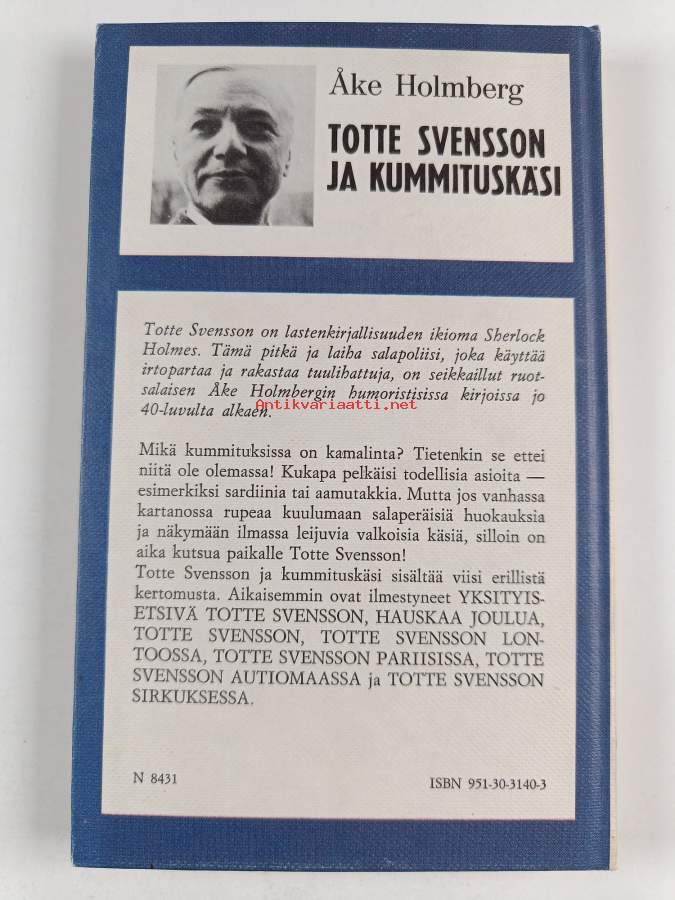 Åke Holmberg
TOTTE SVENSSON
JA KUMMITUSKÄSI
Totte Svensson on lastenkirjallisuuden ikioma Sherlock
Holmes. Tämä pitkä ja laiha salapoliisi, joka käyttää
irtopartaa ja rakastaa tuulihattuja, on seikkaillut ruot-
salaisen Åke Holmbergin humoristisissa kirjoissa jo
40-luvulta alkaen.
Antikvariaatti.net
Mikä kummituksissa on kamalinta? Tietenkin se ettei
niitä ole olemassa! Kukapa pelkäisi todellisia asioita —
esimerkiksi sardiinia tai aamutakkia. Mutta jos vanhassa
kartanossa rupeaa kuulumaan salaperäisiä huokauksia
ja näkymään ilmassa leijuvia valkoisia käsiä, silloin on
aika kutsua paikalle Totte Svensson!
Totte Svensson ja kummituskäsi sisältää viisi erillistä
kertomusta. Aikaisemmin ovat ilmestyneet YKSITYIS-
ETSIVÄ TOTTE SVENSSON, HAUSKAA JOULUA,
TOTTE SVENSSON, TOTTE SVENSSON LON-
TOOSSA, TOTTE SVENSSON PARIISISSA, TOTTE
SVENSSON AUTIOMAASSA ja TOTTE SVENSSON
SIRKUKSESSA.
N 8431
ISBN 951-30-3140-3